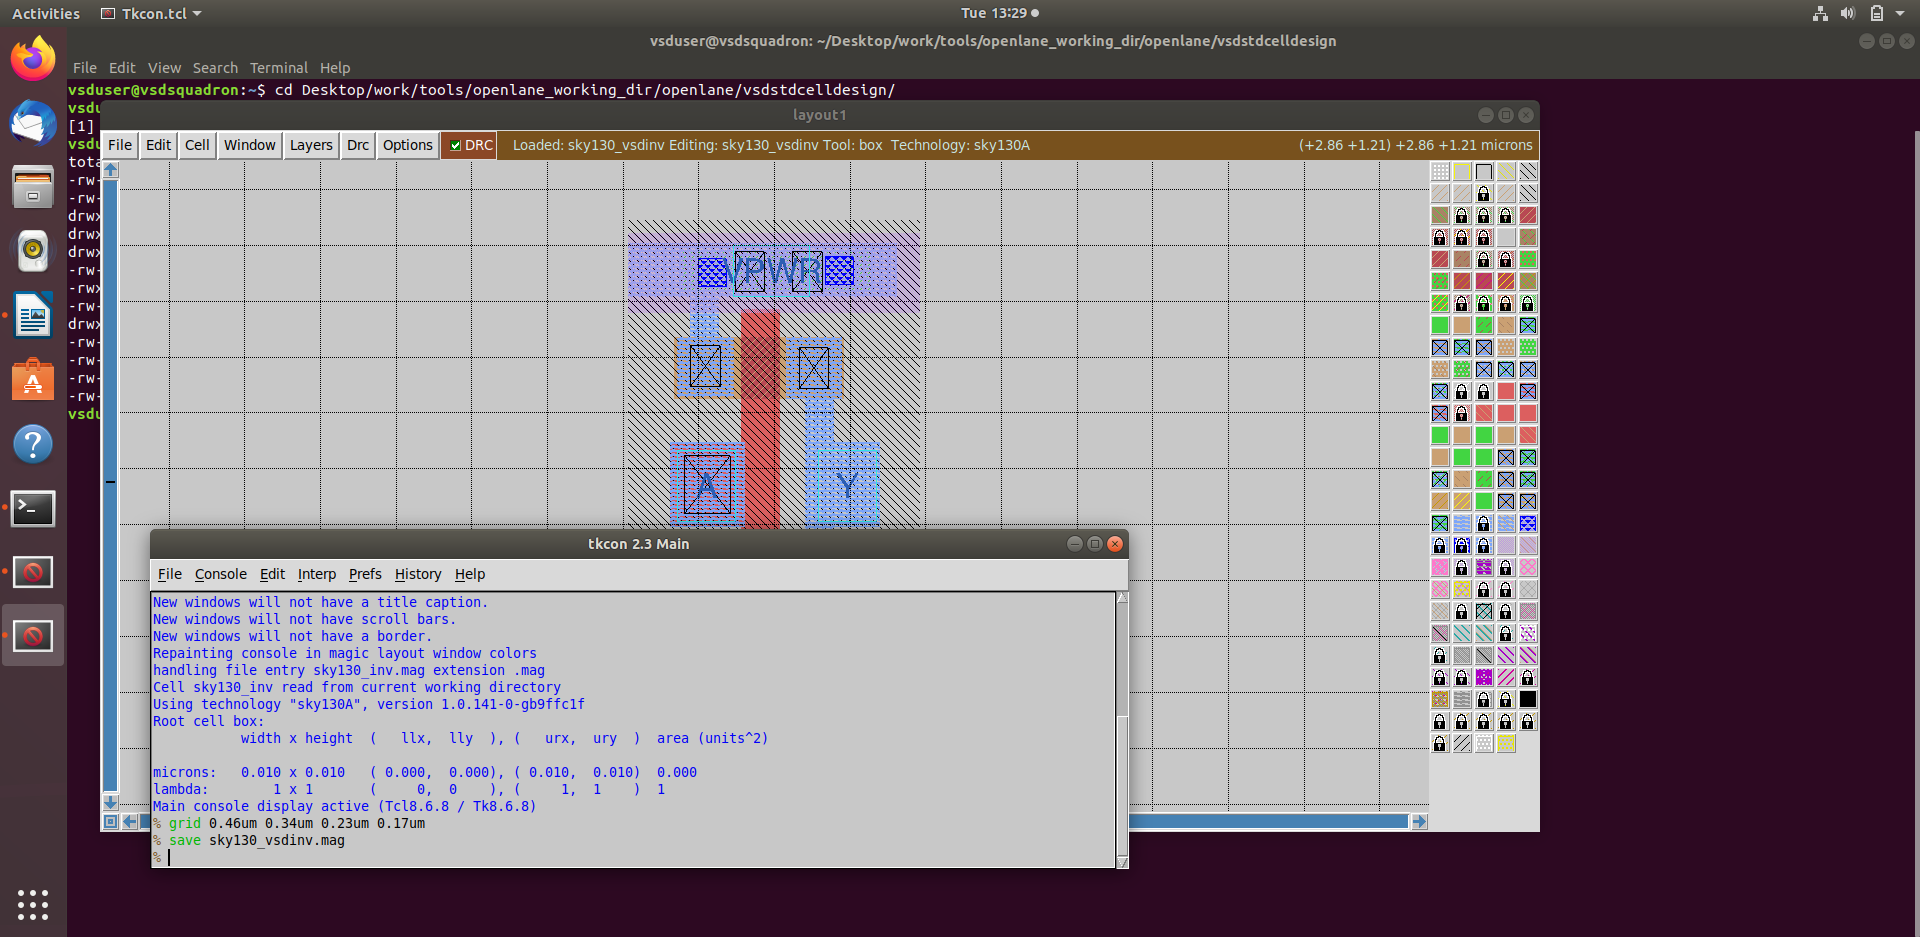 Activities
Tkcon.tcl
Tue 13:29
vsduser@vsdsquadron: ~/Desktop/work/tools/openlane_working_dir/openlane/vsdstdcelldesign
File Edit View Search Terminal Help
vsduser@vsdsquadron:~$ cd Desktop/work/tools/openlane_working_dir/openlane/vsdstdcelldesign/
vsdu
layout1
[1]
vsdu
File Edit Cell Window Layers Drc Options DRC Loaded: sky130_vsdinv Editing: sky130_vsdinv Tool: box Technology: sky130A (+2.86 +1.21) +2.86 +1.21 microns
tota
-rw-
-rw-
drwx
drwx
drwx
-rw-
-rwx
-rw-
drwx
-rw-
-rw-
-rw-
-rw-
vsdu
VPWR
A
Y
tkcon 2.3 Main
File Console Edit Interp Prefs History Help
New windows will not have a title caption.
New windows will not have scroll bars.
New windows will not have a border.
Repainting console in magic layout window colors
handling file entry sky130_inv.mag extension .mag
Cell sky130_inv read from current working directory
Using technology "sky130A", version 1.0.141-0-gb9ffc1f
Root cell box:
width x height ( llx, lly ), ( urx, ury ) area (units^2)
microns: 0.010 x 0.010 ( 0.000, 0.000), ( 0.010, 0.010) 0.000
lambda: 1 x 1 ( 0, 0 ), ( 1, 1 ) 1
Main console display active (Tcl8.6.8 / Tk8.6.8)
% grid 0.46um 0.34um 0.23um 0.17um
% save sky130_vsdinv.mag
%